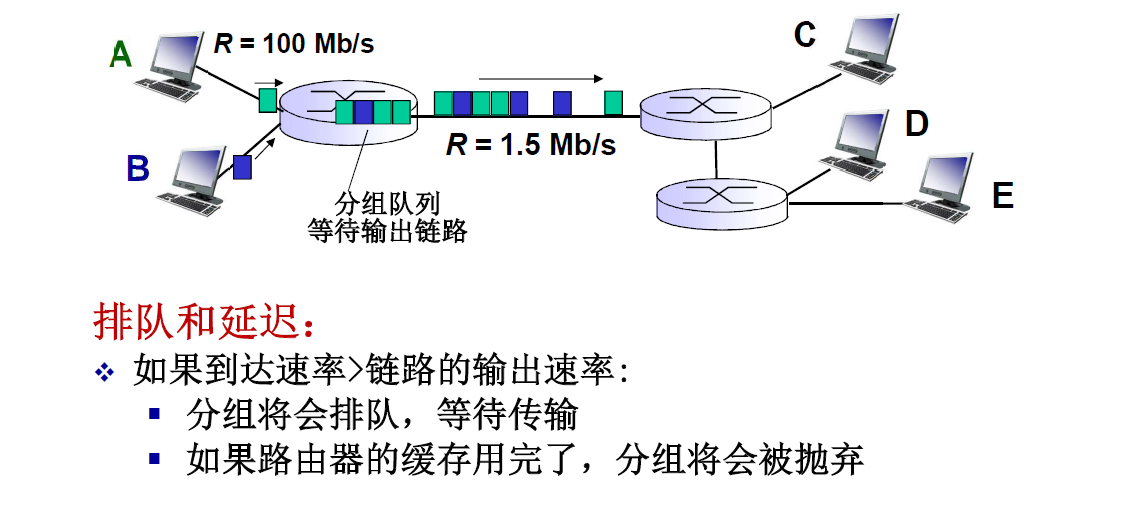 A
R = 100 Mb/s
C
B
R = 1.5 Mb/s
D
E
分组队列
等待输出链路
排队和延迟：
如果到达速率>链路的输出速率:
分组将会排队，等待传输
如果路由器的缓存用完了，分组将会被抛弃